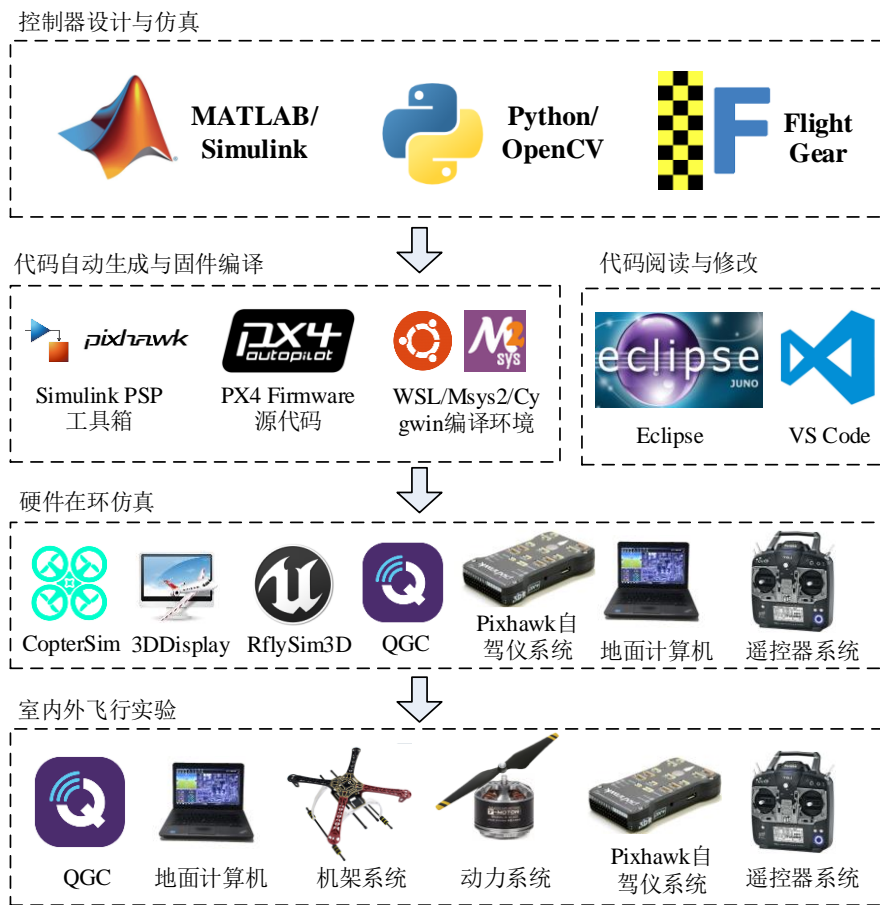 控制器设计与仿真
MATLAB/
Simulink
Python/
OpenCV
F
Flight
Gear
代码自动生成与固件编译
代码阅读与修改
pixhawk
px4
autopilot
M2
sys
eclipse
JUNO
Simulink PSP
工具箱
PX4 Firmware
源代码
WSL/Msys2/Cy
gwin编译环境
Eclipse
VS Code
硬件在环仿真
CopterSim
3DDisplay
RflySim3D
QGC
Pixhawk自
驾仪系统
地面计算机
遥控器系统
室内外飞行实验
QGC
地面计算机
机架系统
动力系统
Pixhawk自
驾仪系统
遥控器系统